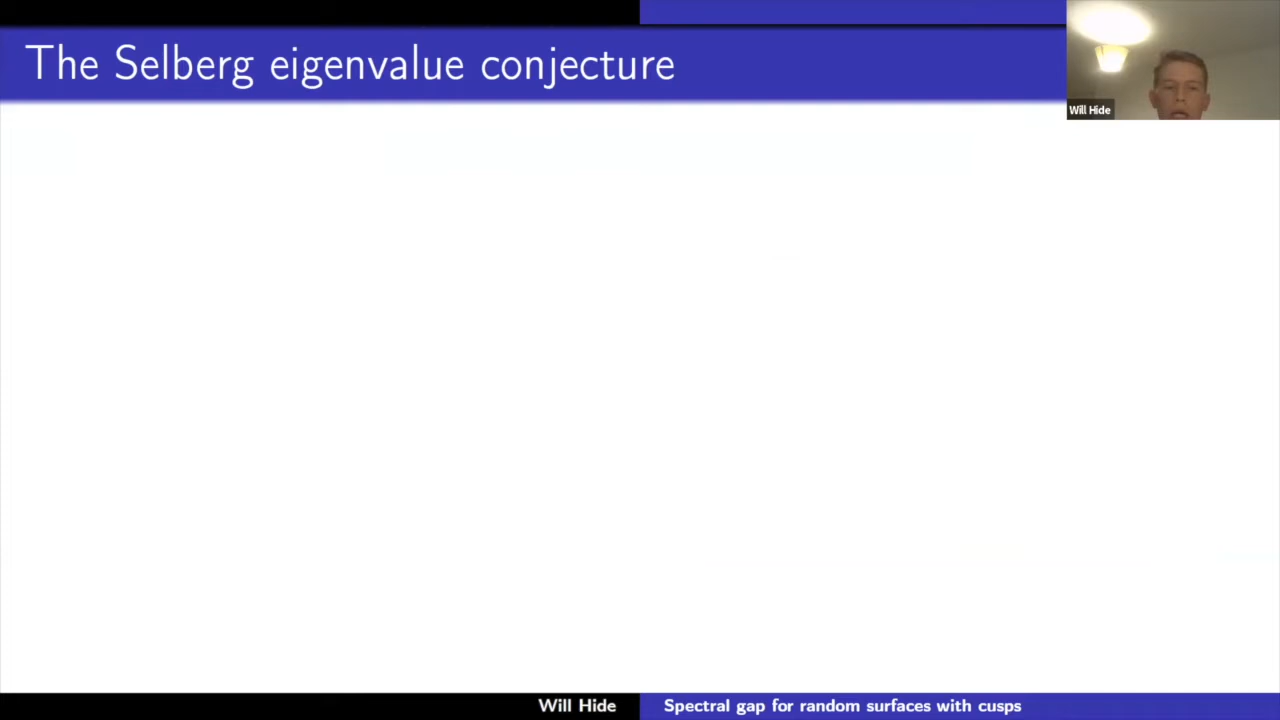 The Selberg eigenvalue conjecture
Will Hide
Will Hide
Spectral gap for random surfaces with cusps